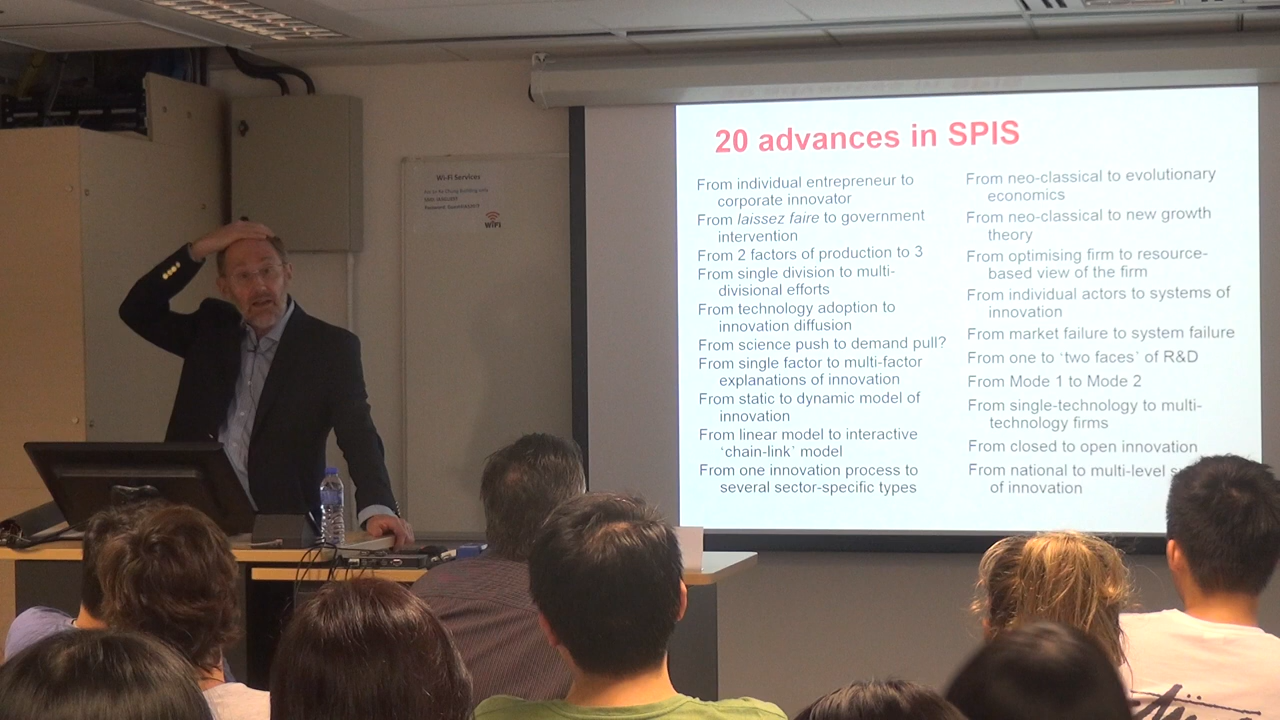 Wi-Fi Services
WiFi
20 advances in SPIS
From individual entrepreneur to
corporate innovator
From laissez faire to government
intervention
From 2 factors of production to 3
From single division to multi-
divisional efforts
From technology adoption to
innovation diffusion
From science push to demand pull?
From single factor to multi-factor
explanations of innovation
From static to dynamic model of
innovation
From linear model to interactive
‘chain-link’ model
From one innovation process to
several sector-specific types
From neo-classical to evolutionary
economics
From neo-classical to new growth
theory
From optimising firm to resource-
based view of the firm
From individual actors to systems of
innovation
From market failure to system failure
From one to ‘two faces’ of R&D
From Mode 1 to Mode 2
From single-technology to multi-
technology firms
From closed to open innovation
From national to multi-level
of innovation